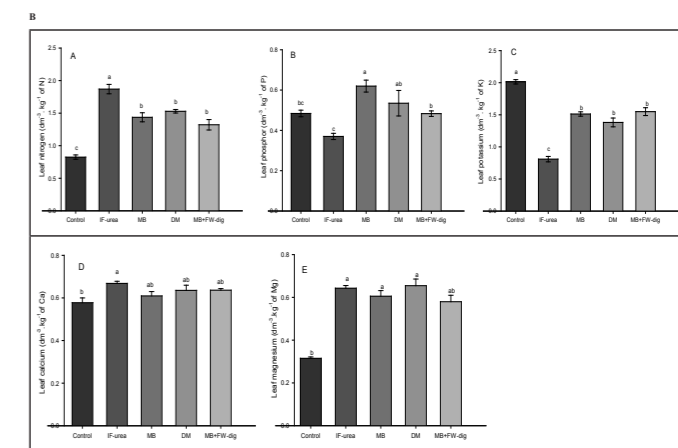 B
A
Leaf nitrogen (dm⁻³. kg⁻¹ of N)
2.5
2.0
1.5
1.0
0.5
0.0
c
a
b
b
b
Control IF-urea MB DM MB+FW-dig
B
Leaf phosphor (dm⁻³. kg⁻¹ of P)
0.8
0.6
0.4
0.2
0.0
bc
c
a
ab
b
Control IF-urea MB DM MB+FW-dig
C
Leaf potassium (dm⁻³. kg⁻¹ of K)
2.5
2.0
1.5
1.0
0.5
0.0
a
c
b
b
b
Control IF-urea MB DM MB+FW-dig
D
Leaf calcium (dm⁻³.kg⁻¹ of Ca)
0.8
0.6
0.4
0.2
0.0
b
a
ab
ab
ab
Control IF-urea MB DM MB+FW-dig
E
Leaf magnesium (dm⁻³.kg⁻¹ of Mg)
0.8
0.6
0.4
0.2
0.0
b
a
a
a
ab
Control IF-urea MB DM MB+FW-dig